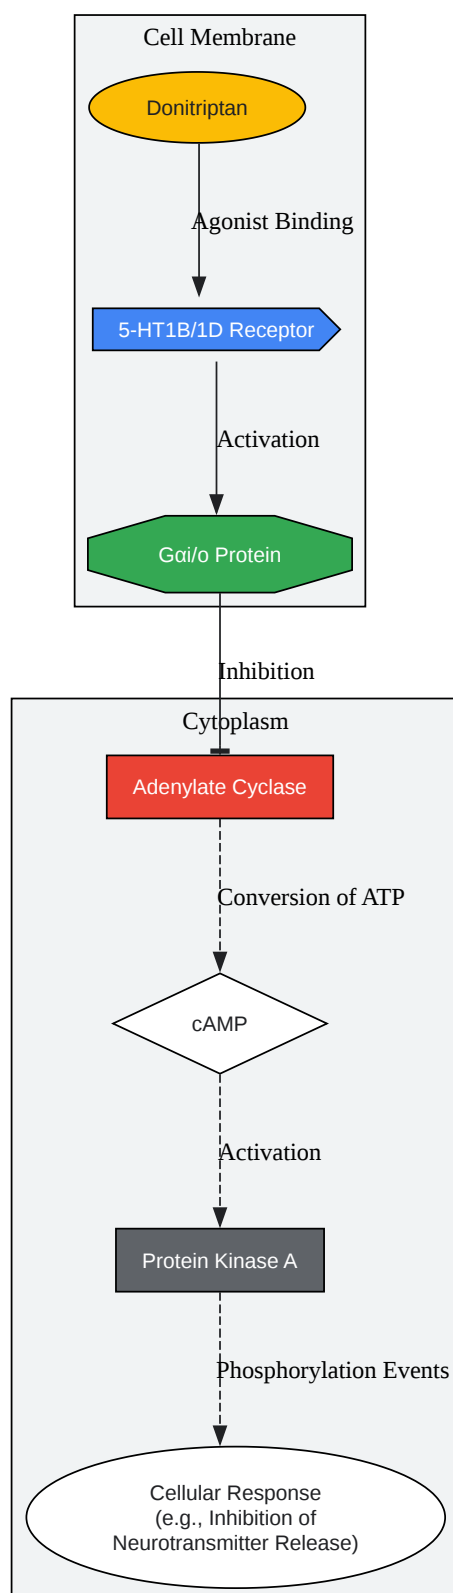 Cell Membrane
Donitriptan
Agonist Binding
5-HT1B/1D Receptor
Activation
Gαi/o Protein
Inhibition
Cytoplasm
Adenylate Cyclase
Conversion of ATP
cAMP
Activation
Protein Kinase A
Phosphorylation Events
Cellular Response
(e.g., Inhibition of
Neurotransmitter Release)